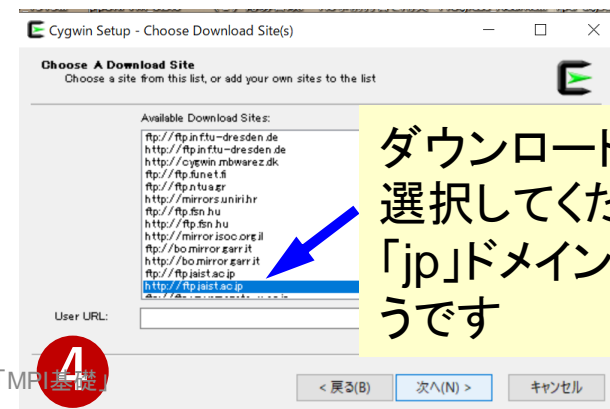 Cygwin Setup - Choose Download Site(s)
Choose A Download Site
Choose a site from this list, or add your own sites to the list
Available Download Sites:
ftp://ftp.inf.tu-dresden.de
http://ftp.inf.tu-dresden.de
http://cygwin.mbwarez.dk
ftp://ftp.funet.fi
ftp://ftp.ntua.gr
http://mirrors.uni.hr
ftp://ftp.fsn.hu
http://ftp.fsn.hu
http://mirror.isoc.org.il
ftp://bo.mirror.garr.it
http://bo.mirror.garr.it
ftp://ftp.jaist.ac.jp
http://ftp.jaist.ac.jp
ダウンロード
選択してくだ
「jp」ドメイン
うです
User URL:
4
「MPI基礎」
< 戻る(B)
次へ(N) >
キャンセル